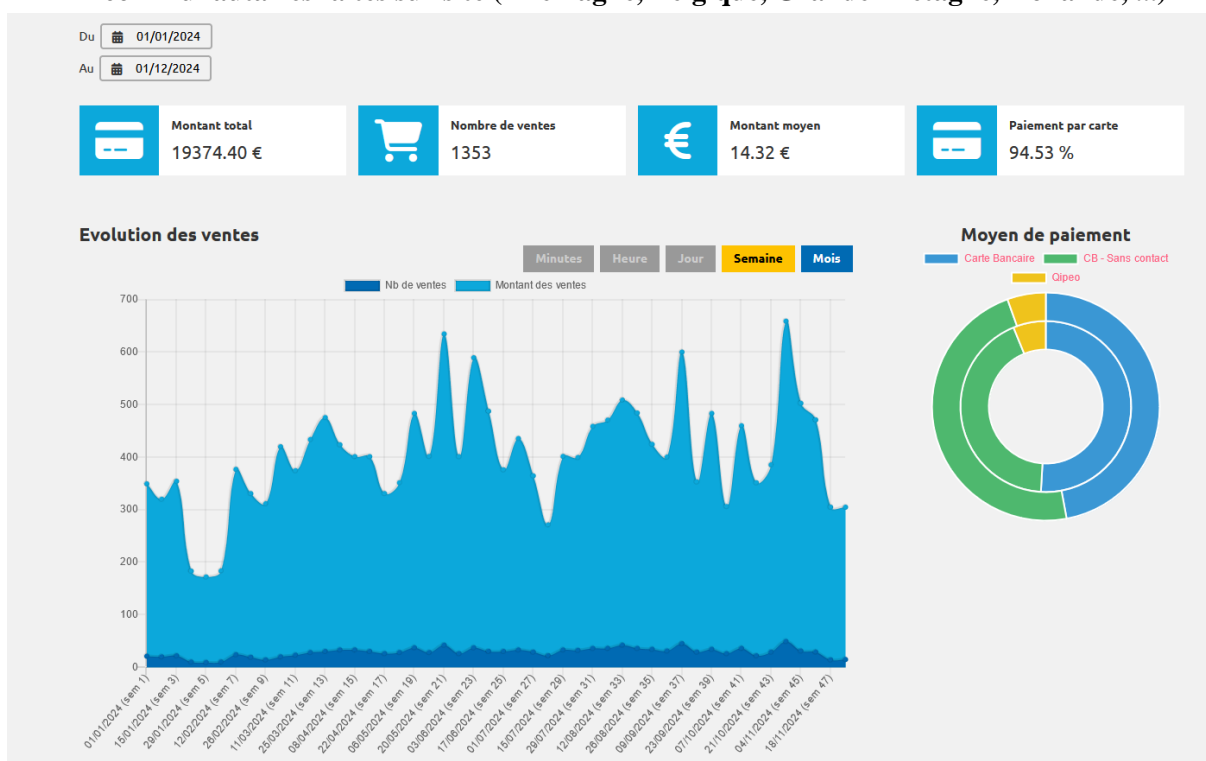 sur site (Allemagne, Belgique, Grande Bretagne, Hollande, ...)
Du 01/01/2024
Au 01/12/2024
Montant total
19374.40 €
Nombre de ventes
1353
Montant moyen
14.32 €
Paiement par carte
94.53 %
Evolution des ventes
Minutes Heure Jour Semaine Mois
Nb de ventes Montant des ventes
700
600
500
400
300
200
100
0
01/01/2024 (sem 1)
15/01/2024 (sem 3)
29/01/2024 (sem 5)
12/02/2024 (sem 7)
26/02/2024 (sem 9)
11/03/2024 (sem 11)
25/03/2024 (sem 13)
08/04/2024 (sem 15)
22/04/2024 (sem 17)
06/05/2024 (sem 19)
20/05/2024 (sem 21)
03/06/2024 (sem 23)
17/06/2024 (sem 25)
01/07/2024 (sem 27)
15/07/2024 (sem 29)
29/07/2024 (sem 31)
12/08/2024 (sem 33)
26/08/2024 (sem 35)
09/09/2024 (sem 37)
23/09/2024 (sem 39)
07/10/2024 (sem 41)
21/10/2024 (sem 43)
04/11/2024 (sem 45)
18/11/2024 (sem 47)
Moyen de paiement
Carte Bancaire CB - Sans contact
Qipeo